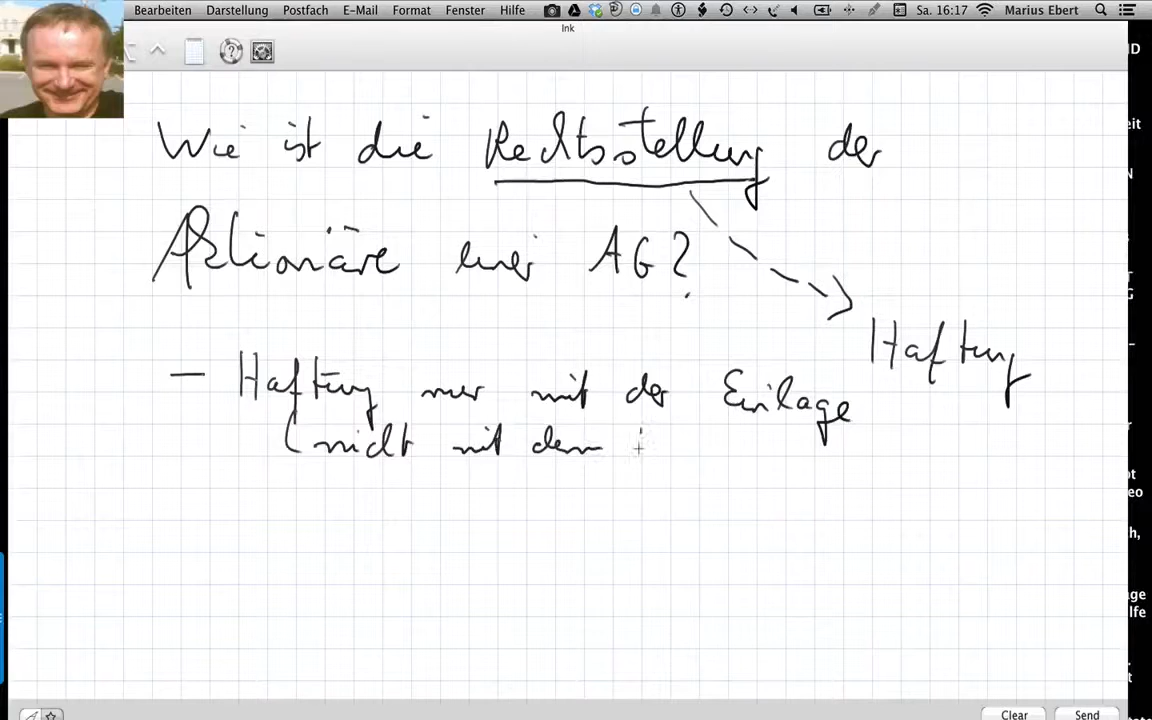 Bearbeiten Darstellung Postfach E-Mail Format Fenster Hilfe Sa. 16:17 Marius Ebert
Ink
Wie ist die Rechtsstellung der
Aktionäre einer AG?
Haftung
– Haftung nur mit der Einlage
(nicht mit dem
Clear Send